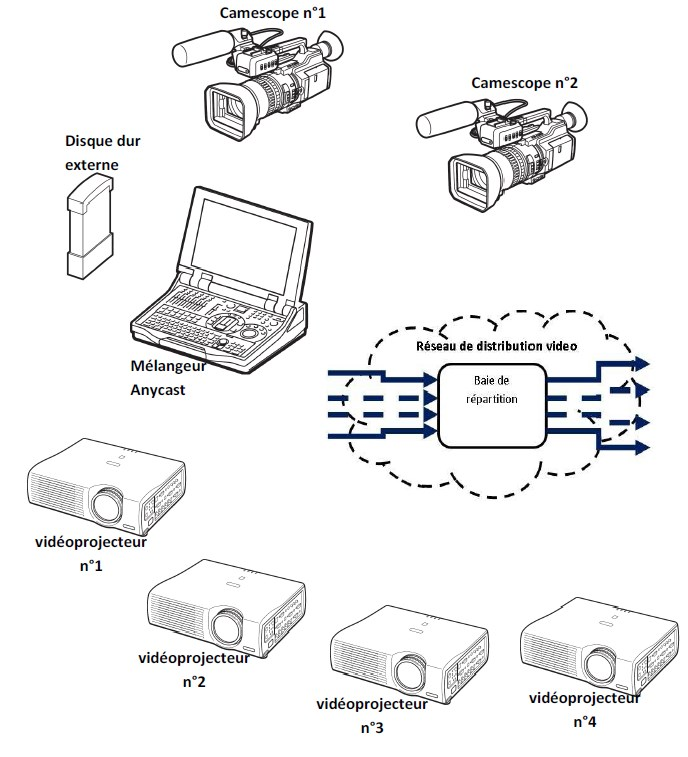 Camescope n°1
Camescope n°2
Disque dur
externe
Mélangeur
Anycast
Réseau de distribution video
Baie de
répartition
vidéoprojecteur
n°1
vidéoprojecteur
n°2
vidéoprojecteur
n°3
vidéoprojecteur
n°4